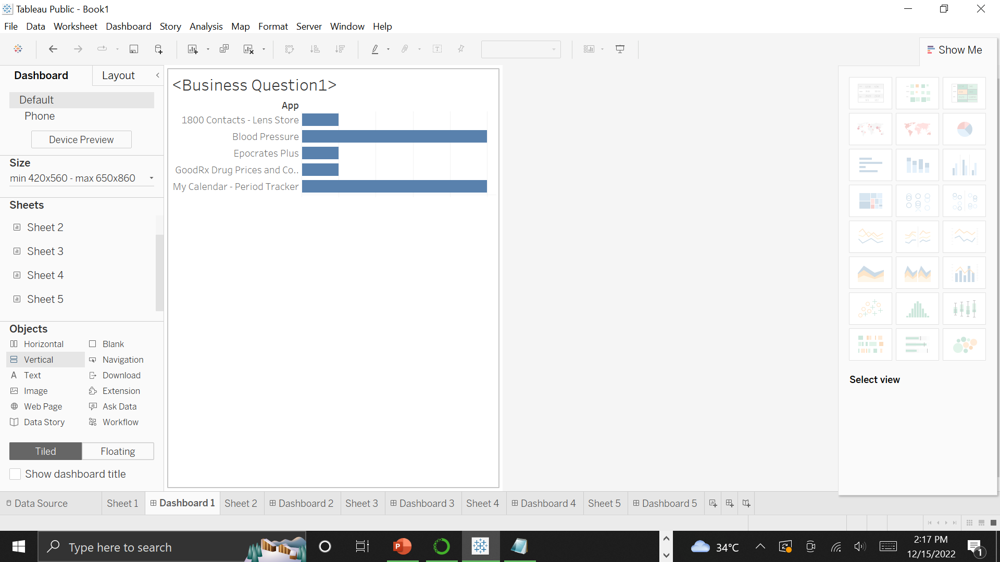 Tableau Public - Book1
File Data Worksheet Dashboard Story Analysis Map Format Server Window Help
Show Me
Dashboard Layout
Default
Phone
Device Preview
Size
min 420x560 - max 650x860
Sheets
Sheet 2
Sheet 3
Sheet 4
Sheet 5
Objects
Horizontal Blank
Vertical Navigation
Text Download
Image Extension
Web Page Ask Data
Data Story Workflow
Tiled Floating
Show dashboard title
<Business Question1>
App
1800 Contacts - Lens Store
Blood Pressure
Epocrates Plus
GoodRx Drug Prices and Co..
My Calendar - Period Tracker
Select view
Data Source Sheet 1 Dashboard 1 Sheet 2 Dashboard 2 Sheet 3 Dashboard 3 Sheet 4 Dashboard 4 Sheet 5 Dashboard 5
Type here to search
34°C
2:17 PM
12/15/2022
1